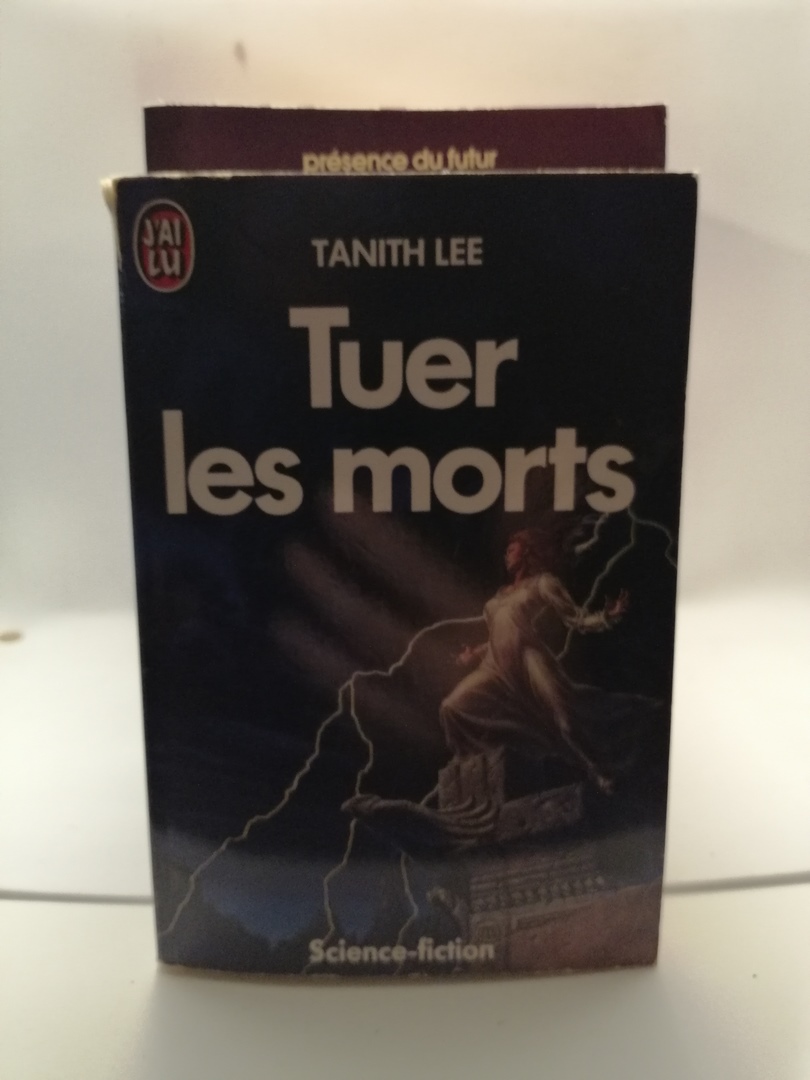 présence du futur
J'AI
LU
TANITH LEE
Tuer
les morts
Science-fiction